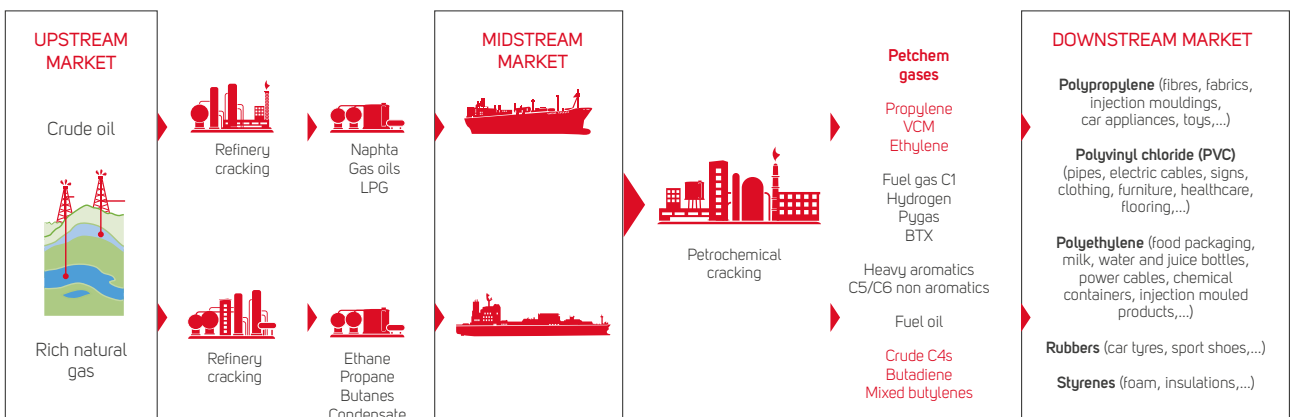 UPSTREAM
MARKET
Crude oil
Rich natural
gas
Refinery
cracking
Naphta
Gas oils
LPG
Refinery
cracking
Ethane
Propane
Butanes
Condensate
MIDSTREAM
MARKET
Petrochemical
cracking
Petchem
gases
Propylene
VCM
Ethylene
Fuel gas C1
Hydrogen
Pygas
BTX
Heavy aromatics
C5/C6 non aromatics
Fuel oil
Crude C4s
Butadiene
Mixed butylenes
DOWNSTREAM MARKET
Polypropylene (fibres, fabrics,
injection mouldings,
car appliances, toys,...)
Polyvinyl chloride (PVC)
(pipes, electric cables, signs,
clothing, furniture, healthcare,
flooring,...)
Polyethylene (food packaging,
milk, water and juice bottles,
power cables, chemical
containers, injection mouled
products,...)
Rubbers (car tyres, sport shoes,...)
Styrenes (foam, insulations,...)